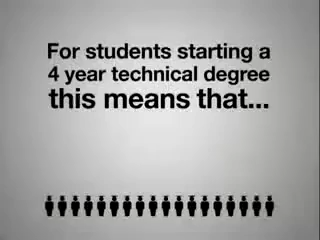 For students starting a
4 year technical degree
this means that...